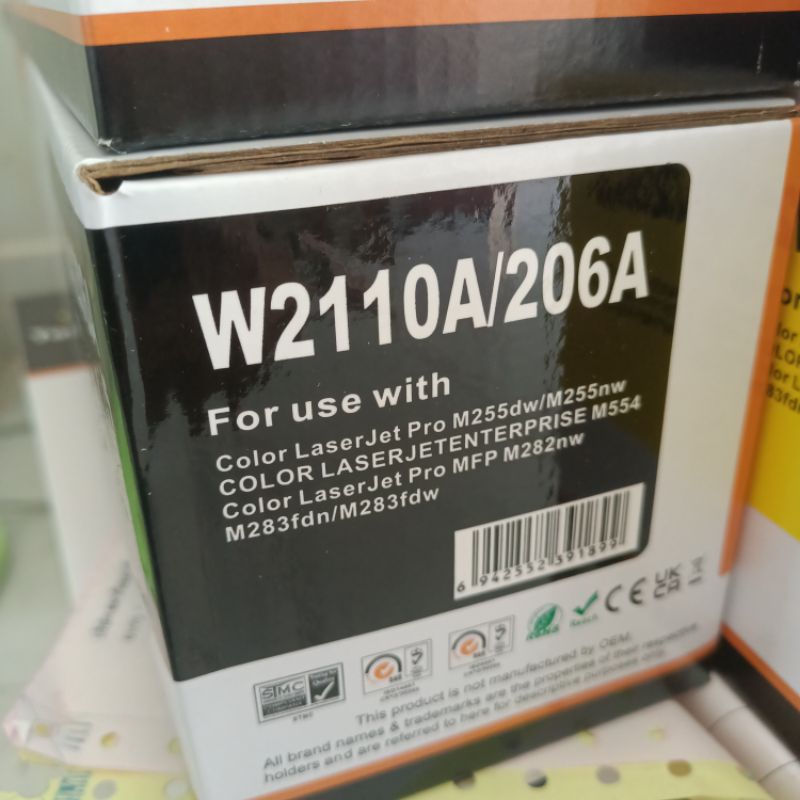 W2110A/206A
For use with
Color LaserJet Pro M255dw/M255nw
COLOR LASERJETENTERPRISE M554
Color LaserJet Pro MFP M282nw
M283fdn/M283fdw
6 942552 391899
STMC
CE
UK
CA
STMC
This product is not manufactured by OEM.
All brand names & trademarks are the properties of their respective
holders and are referred to here for descriptive purposes only.